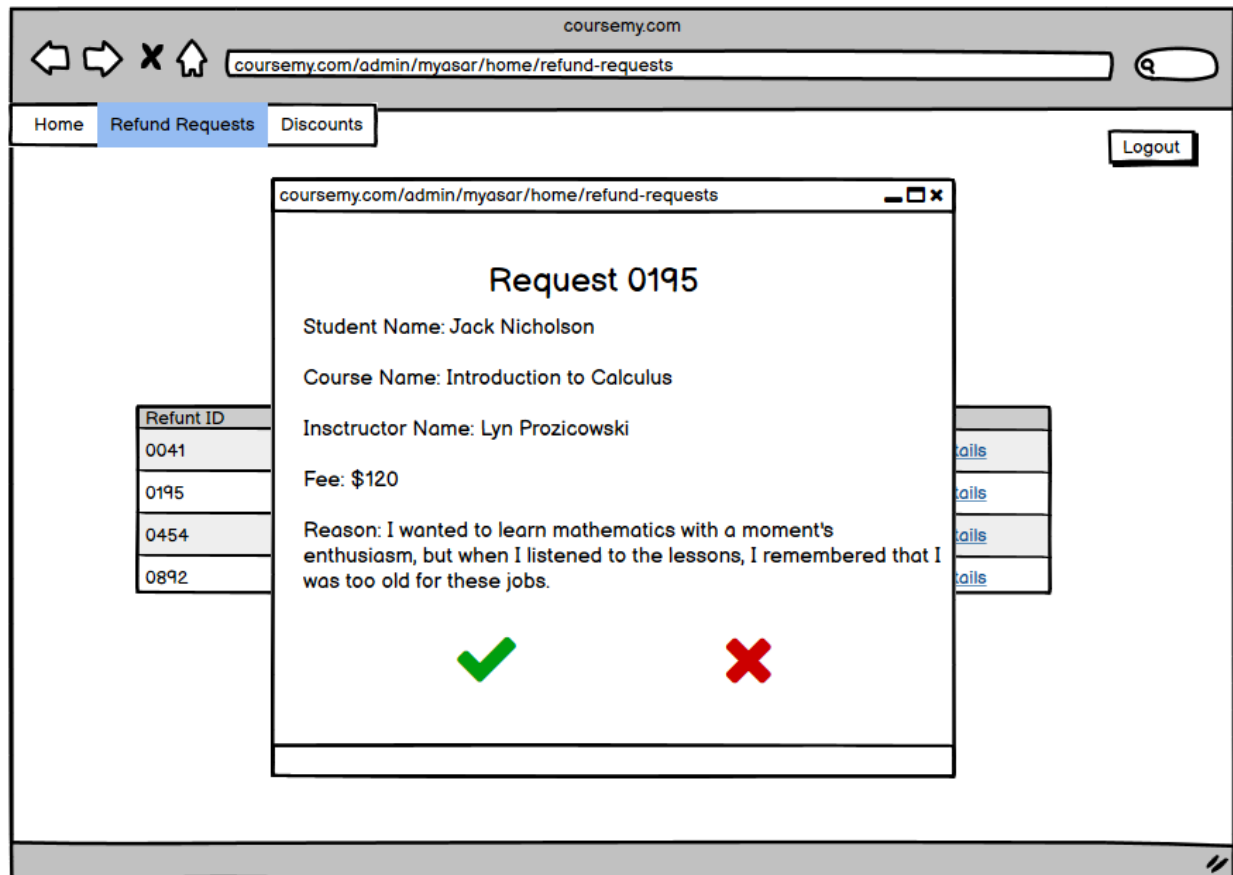 coursemy.com
coursemy.com/admin/myasar/home/refund-requests
Home Refund Requests Discounts
Logout
coursemy.com/admin/myasar/home/refund-requests
Request 0195
Student Name: Jack Nicholson
Course Name: Introduction to Calculus
Insctructor Name: Lyn Prozicowski
Fee: $120
Reason: I wanted to learn mathematics with a moment's
enthusiasm, but when I listened to the lessons, I remembered that I
was too old for these jobs.
Refunt ID
0041
0195
0454
0892